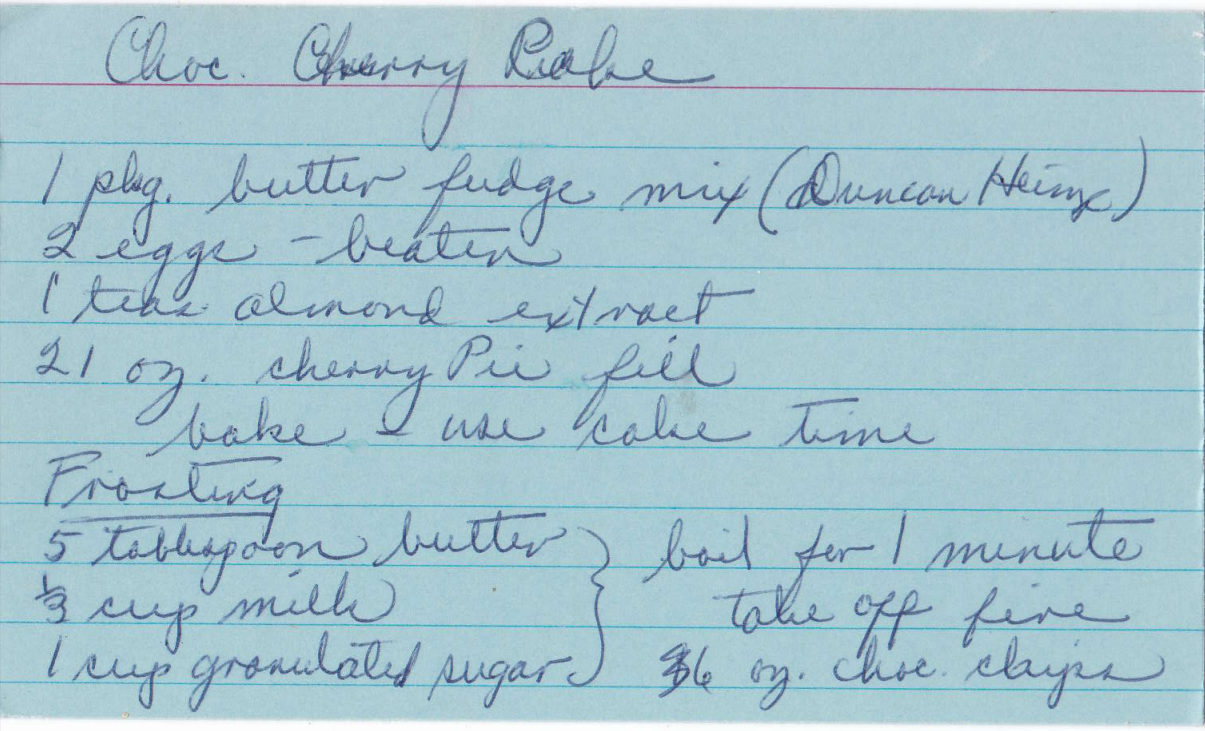 Choc. Cherry Cake
1 pkg. butter fudge mix (Duncan Heinz)
2 eggs - beaten
1 teas. almond extract
21 oz. cherry Pie fill
bake - use cake time
Frosting
5 tablespoon butter } boil for 1 minute
1/3 cup milk take off fire
1 cup granulated sugar 6 oz. choc. chips